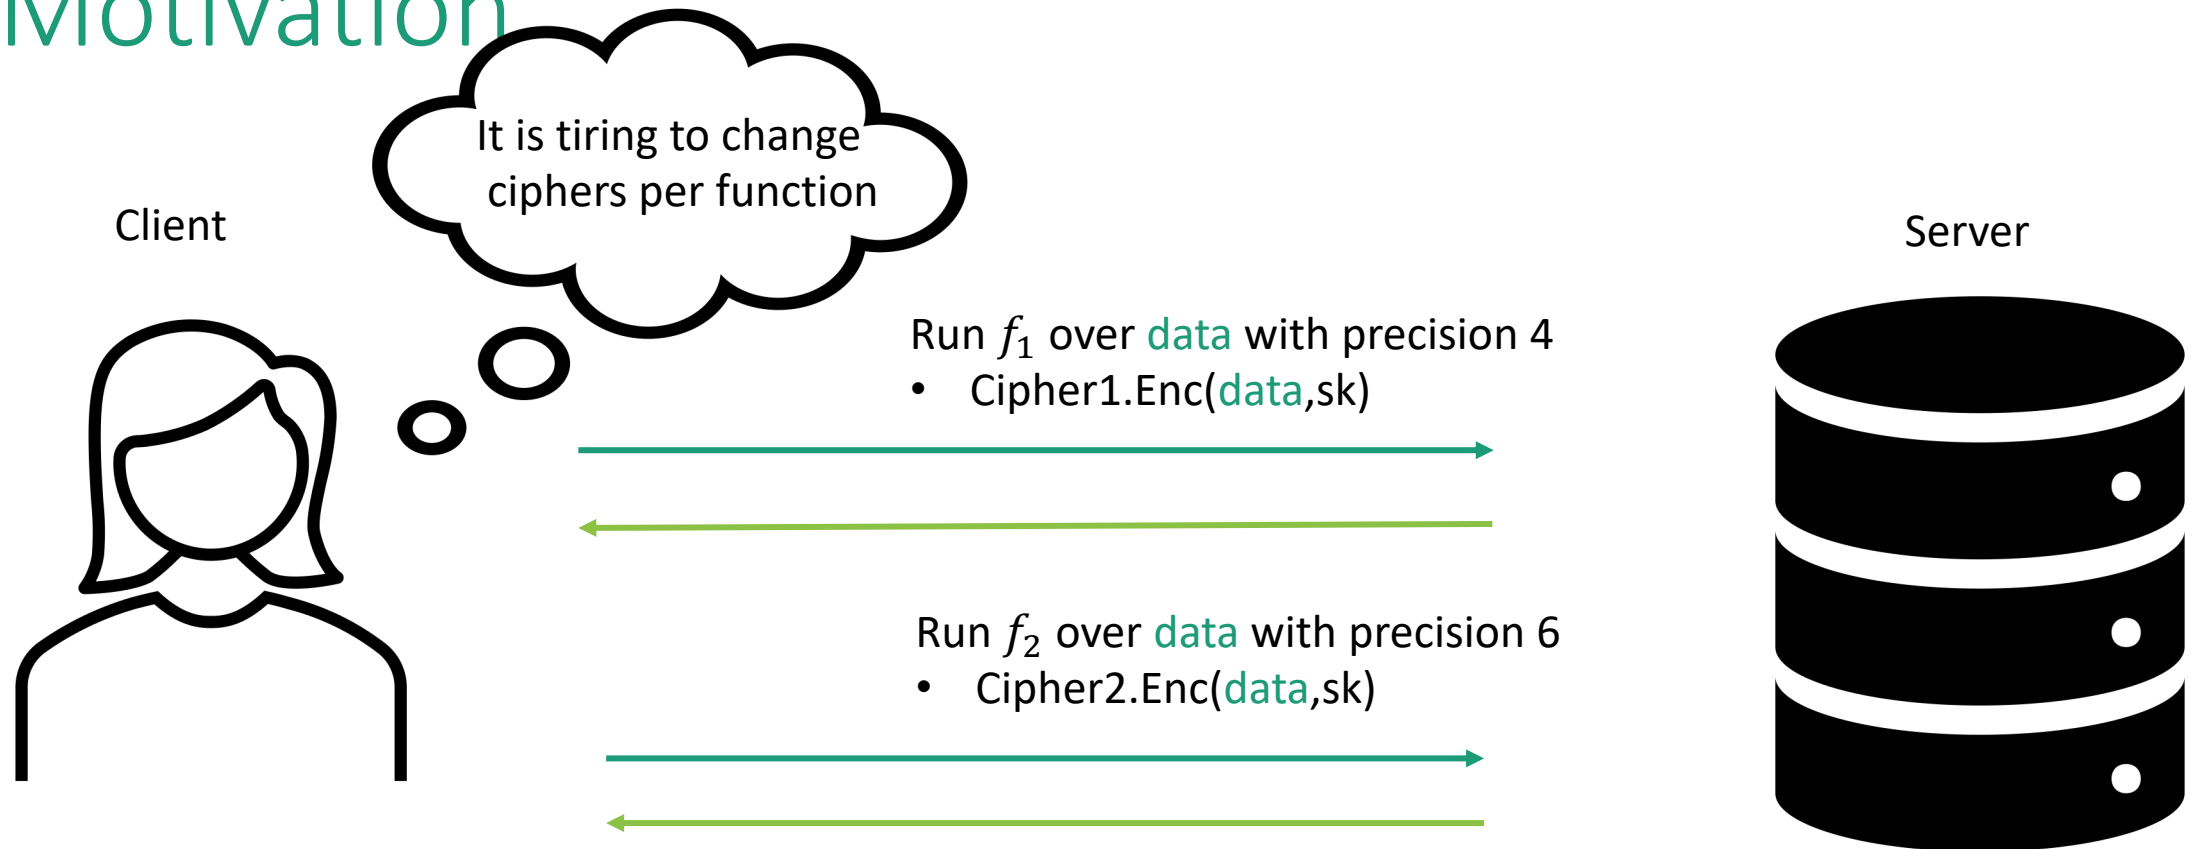 Motivation
It is tiring to change
ciphers per function
Client
Server
Run f₁ over data with precision 4
• Cipher1.Enc(data,sk)
Run f₂ over data with precision 6
• Cipher2.Enc(data,sk)